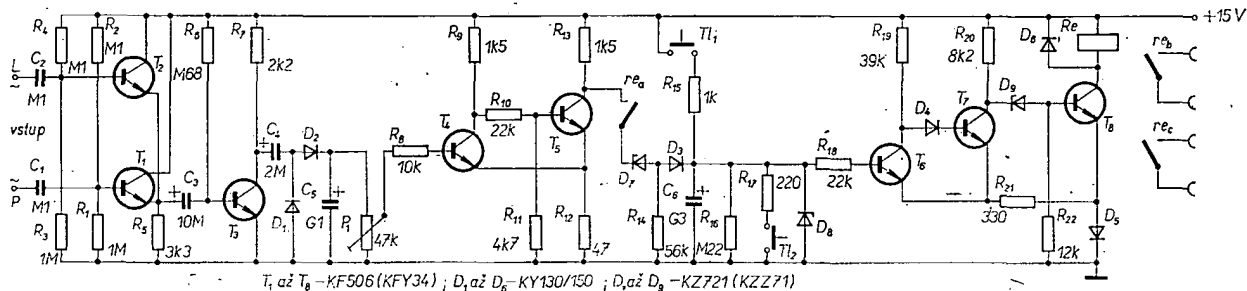 R4 R2 R6 R7 R9 R13 Tl1 R19 R20 D6 Re +15V
M1 M1 M68 2k2 1k5 1k5 39K 8k2
L C2 T2 reₐ R15 1k re_b
~ M1
vstup C4 D2 R8 T4 R10 T5 D4 T7 D9 T8
2M 10k 22k D7 D3 R18 T6 re_c
C1 T1 C3 C5 P1 C6 R17 220 22k R21
~ P M1 10M T3 D1 G1 47k G3 D8 330 D5
R3 R1 R5 R11 R12 R14 R16 R22
1M 1M 3k3 4k7 47 56k M22 Tl2 12k
T1 až T8 - KF506 (KFY34) ; D1 až D6 - KY130/150 ; D7 až D9 - KZ721 (KZZ71)